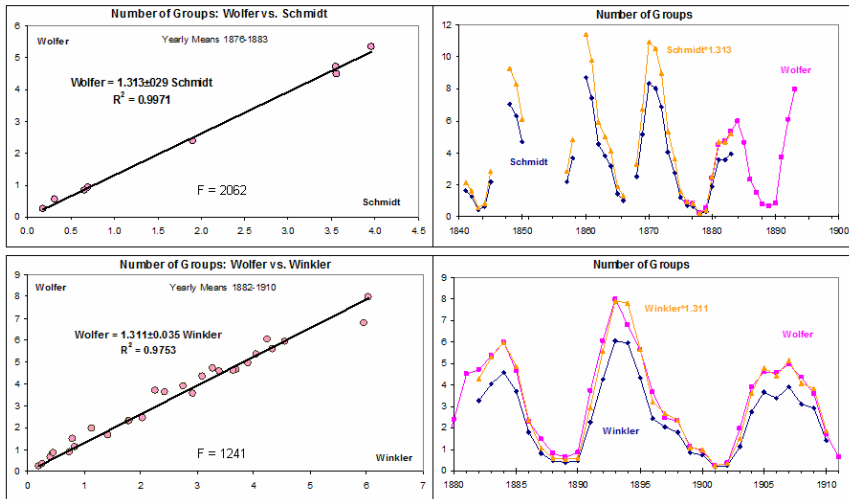 Number of Groups: Wolfer vs. Schmidt
Wolfer
Yearly Means 1876-1883
Wolfer = 1.313±029 Schmidt
R² = 0.9971
F = 2062
Schmidt
6
5
4
3
2
1
0
0.0 0.5 1.0 1.5 2.0 2.5 3.0 3.5 4.0 4.5
Number of Groups
Schmidt*1.313
Wolfer
Schmidt
12
10
8
6
4
2
0
1840 1850 1860 1870 1880 1890 1900
Number of Groups: Wolfer vs. Winkler
Wolfer
Yearly Means 1882-1910
Wolfer = 1.311±0.035 Winkler
R² = 0.9753
F = 1241
Winkler
9
8
7
6
5
4
3
2
1
0
0 1 2 3 4 5 6 7
Number of Groups
Winkler*1.311
Wolfer
Winkler
9
8
7
6
5
4
3
2
1
0
1880 1885 1890 1895 1900 1905 1910